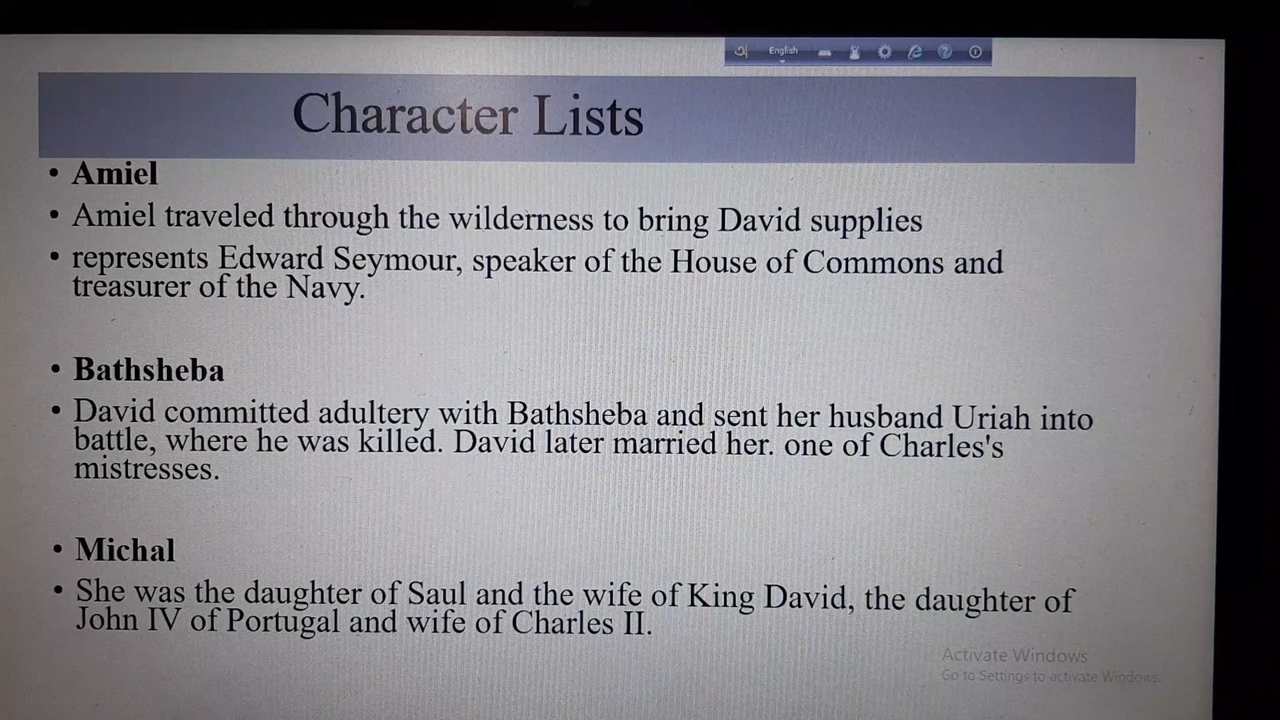 English
Character Lists
• Amiel
• Amiel traveled through the wilderness to bring David supplies
• represents Edward Seymour, speaker of the House of Commons and
treasurer of the Navy.
• Bathsheba
• David committed adultery with Bathsheba and sent her husband Uriah into
battle, where he was killed. David later married her. one of Charles's
mistresses.
• Michal
• She was the daughter of Saul and the wife of King David, the daughter of
John IV of Portugal and wife of Charles II.
Activate Windows
Go to Settings to activate Windows.